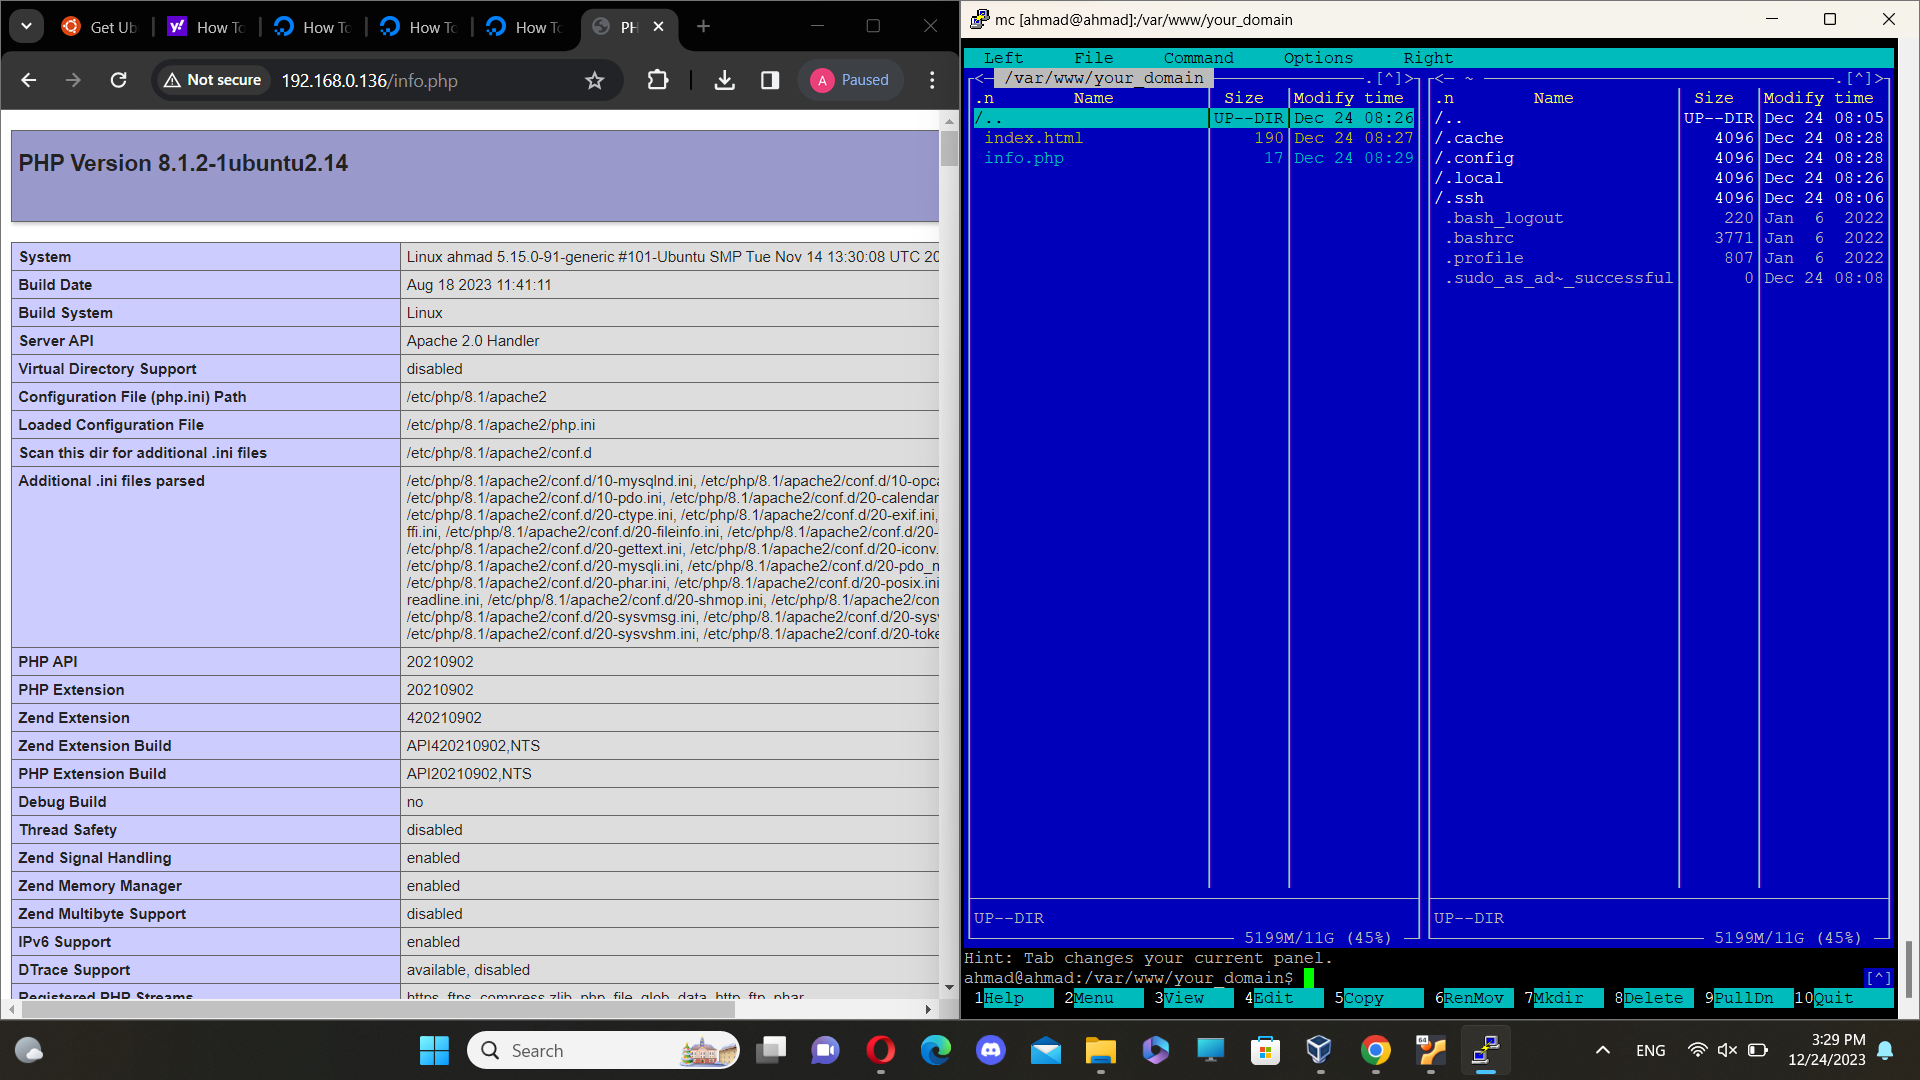 Get Ub
How To
How To
How To
How To
PH
Not secure
192.168.0.136/info.php
A
Paused
PHP Version 8.1.2-1ubuntu2.14
System Linux ahmad 5.15.0-91-generic #101-Ubuntu SMP Tue Nov 14 13:30:08 UTC 20
Build Date Aug 18 2023 11:41:11
Build System Linux
Server API Apache 2.0 Handler
Virtual Directory Support disabled
Configuration File (php.ini) Path /etc/php/8.1/apache2
Loaded Configuration File /etc/php/8.1/apache2/php.ini
Scan this dir for additional .ini files /etc/php/8.1/apache2/conf.d
Additional .ini files parsed /etc/php/8.1/apache2/conf.d/10-mysqlnd.ini, /etc/php/8.1/apache2/conf.d/10-opca
/etc/php/8.1/apache2/conf.d/10-pdo.ini, /etc/php/8.1/apache2/conf.d/20-calendar
/etc/php/8.1/apache2/conf.d/20-ctype.ini, /etc/php/8.1/apache2/conf.d/20-exif.ini,
ffi.ini, /etc/php/8.1/apache2/conf.d/20-fileinfo.ini, /etc/php/8.1/apache2/conf.d/20-
/etc/php/8.1/apache2/conf.d/20-gettext.ini, /etc/php/8.1/apache2/conf.d/20-iconv.
/etc/php/8.1/apache2/conf.d/20-mysqli.ini, /etc/php/8.1/apache2/conf.d/20-pdo_m
/etc/php/8.1/apache2/conf.d/20-phar.ini, /etc/php/8.1/apache2/conf.d/20-posix.ini
readline.ini, /etc/php/8.1/apache2/conf.d/20-shmop.ini, /etc/php/8.1/apache2/con
/etc/php/8.1/apache2/conf.d/20-sysvmsg.ini, /etc/php/8.1/apache2/conf.d/20-sysv
/etc/php/8.1/apache2/conf.d/20-sysvshm.ini, /etc/php/8.1/apache2/conf.d/20-toke
PHP API 20210902
PHP Extension 20210902
Zend Extension 420210902
Zend Extension Build API420210902,NTS
PHP Extension Build API20210902,NTS
Debug Build no
Thread Safety disabled
Zend Signal Handling enabled
Zend Memory Manager enabled
Zend Multibyte Support disabled
IPv6 Support enabled
DTrace Support available, disabled
Registered PHP Streams https, ftps, compress.zlib, php, file, glob, data, http, ftp, phar
mc [ahmad@ahmad]:/var/www/your_domain
Left File Command Options Right
<─ /var/www/your_domain ─.[^]>
.n Name Size Modify time
/.. UP--DIR Dec 24 08:26
index.html 190 Dec 24 08:27
info.php 17 Dec 24 08:29
UP--DIR
5199M/11G (45%)
<─ ~ ─.[^]>
.n Name Size Modify time
/.. UP--DIR Dec 24 08:05
/.cache 4096 Dec 24 08:28
/.config 4096 Dec 24 08:28
/.local 4096 Dec 24 08:26
/.ssh 4096 Dec 24 08:06
.bash_logout 220 Jan 6 2022
.bashrc 3771 Jan 6 2022
.profile 807 Jan 6 2022
.sudo_as_ad~_successful 0 Dec 24 08:08
UP--DIR
5199M/11G (45%)
Hint: Tab changes your current panel.
ahmad@ahmad:/var/www/your_domain$ [^]
1Help 2Menu 3View 4Edit 5Copy 6RenMov 7Mkdir 8Delete 9PullDn 10Quit
Search
64
ENG
3:29 PM
12/24/2023